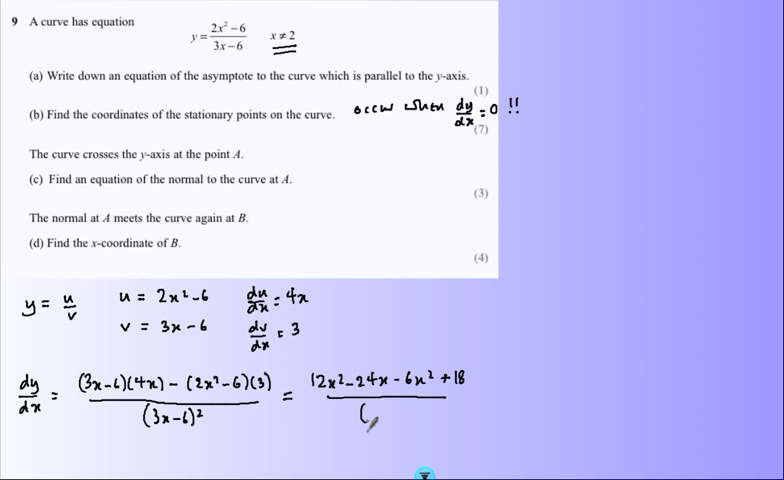 9 A curve has equation
y = (2x² − 6)/(3x − 6)   x ≠ 2
(a) Write down an equation of the asymptote to the curve which is parallel to the y-axis.
(1)
(b) Find the coordinates of the stationary points on the curve. occur when dy/dx = 0 !!
(7)
The curve crosses the y-axis at the point A.
(c) Find an equation of the normal to the curve at A.
(3)
The normal at A meets the curve again at B.
(d) Find the x-coordinate of B.
(4)
y = u/v   u = 2x² − 6   du/dx = 4x
v = 3x − 6   dv/dx = 3
dy/dx = ((3x − 6)(4x) − (2x² − 6)(3))/(3x − 6)² = (12x² − 24x − 6x² + 18)/(